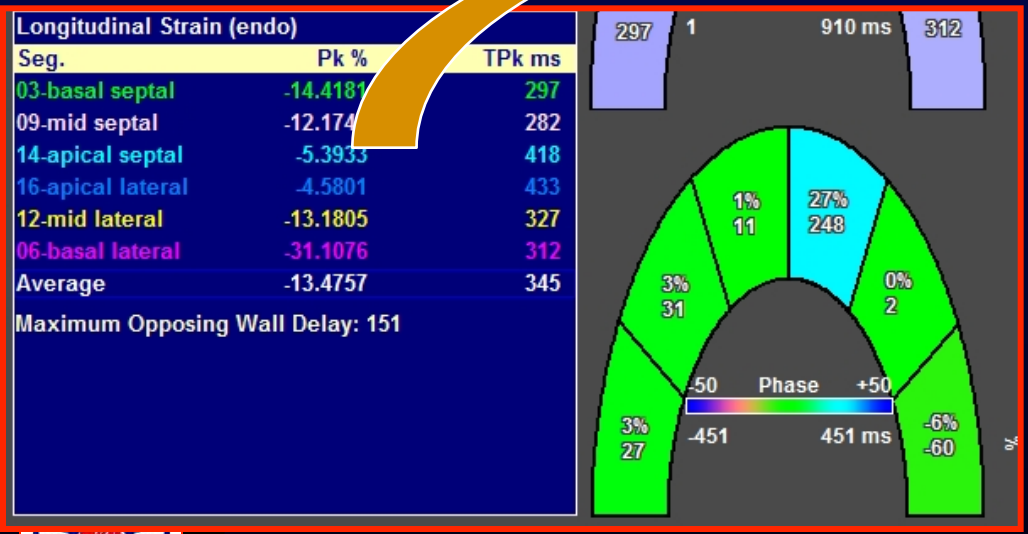 Longitudinal Strain (endo)
Seg. Pk % TPk ms
03-basal septal -14.4181 297
09-mid septal -12.174 282
14-apical septal -5.3933 418
16-apical lateral -4.5801 433
12-mid lateral -13.1805 327
06-basal lateral -31.1076 312
Average -13.4757 345
Maximum Opposing Wall Delay: 151
297 1 910 ms 312
1% 27%
11 248
3% 0%
31 2
-50 Phase +50
-451 451 ms
3% -6%
27 -60
%